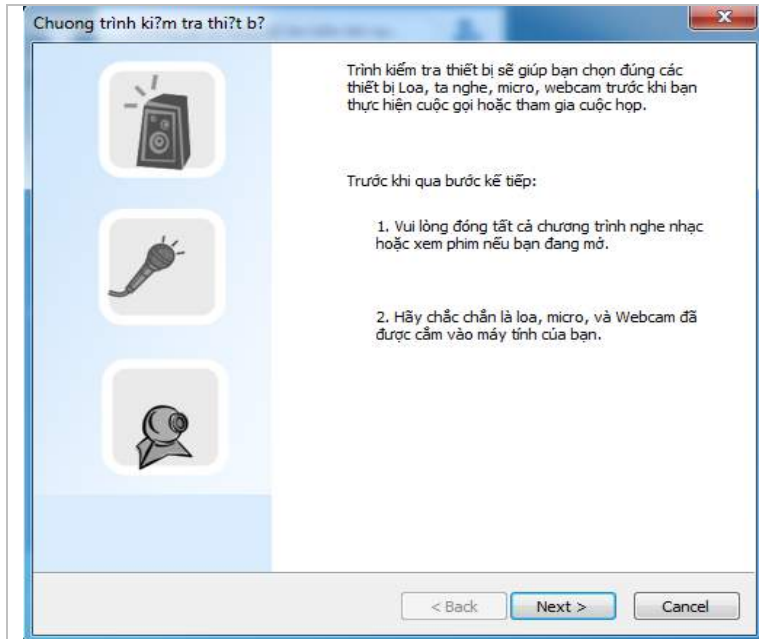 Chuong trình ki?m tra thi?t b?
Trình kiểm tra thiết bị sẽ giúp bạn chọn đúng các
thiết bị Loa, ta nghe, micro, webcam trước khi bạn
thực hiện cuộc gọi hoặc tham gia cuộc họp.
Trước khi qua bước kế tiếp:
1. Vui lòng đóng tất cả chương trình nghe nhạc
hoặc xem phim nếu bạn đang mở.
2. Hãy chắc chắn là loa, micro, và Webcam đã
được cắm vào máy tính của bạn.
< Back
Next >
Cancel